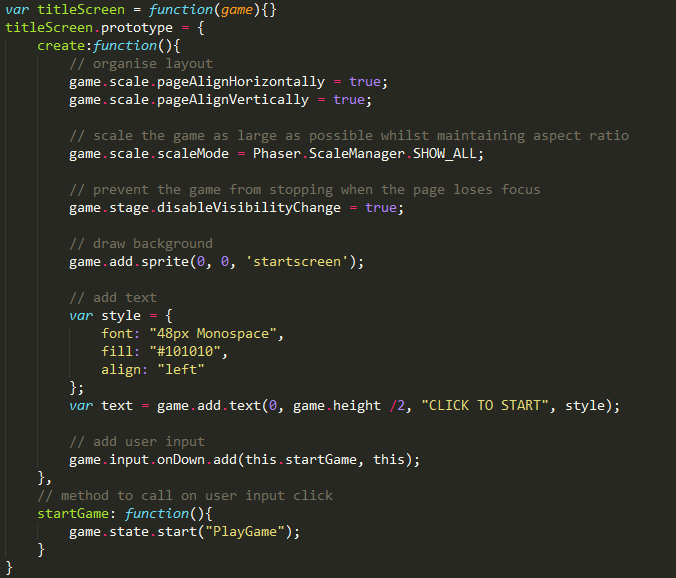 var titleScreen = function(game){}
titleScreen.prototype = {
    create:function(){
        // organise layout
        game.scale.pageAlignHorizontally = true;
        game.scale.pageAlignVertically = true;

        // scale the game as large as possible whilst maintaining aspect ratio
        game.scale.scaleMode = Phaser.ScaleManager.SHOW_ALL;

        // prevent the game from stopping when the page loses focus
        game.stage.disableVisibilityChange = true;

        // draw background
        game.add.sprite(0, 0, 'startscreen');

        // add text
        var style = {
            font: "48px Monospace",
            fill: "#101010",
            align: "left"
        };
        var text = game.add.text(0, game.height /2, "CLICK TO START", style);

        // add user input
        game.input.onDown.add(this.startGame, this);
    },
    // method to call on user input click
    startGame: function(){
        game.state.start("PlayGame");
    }
}